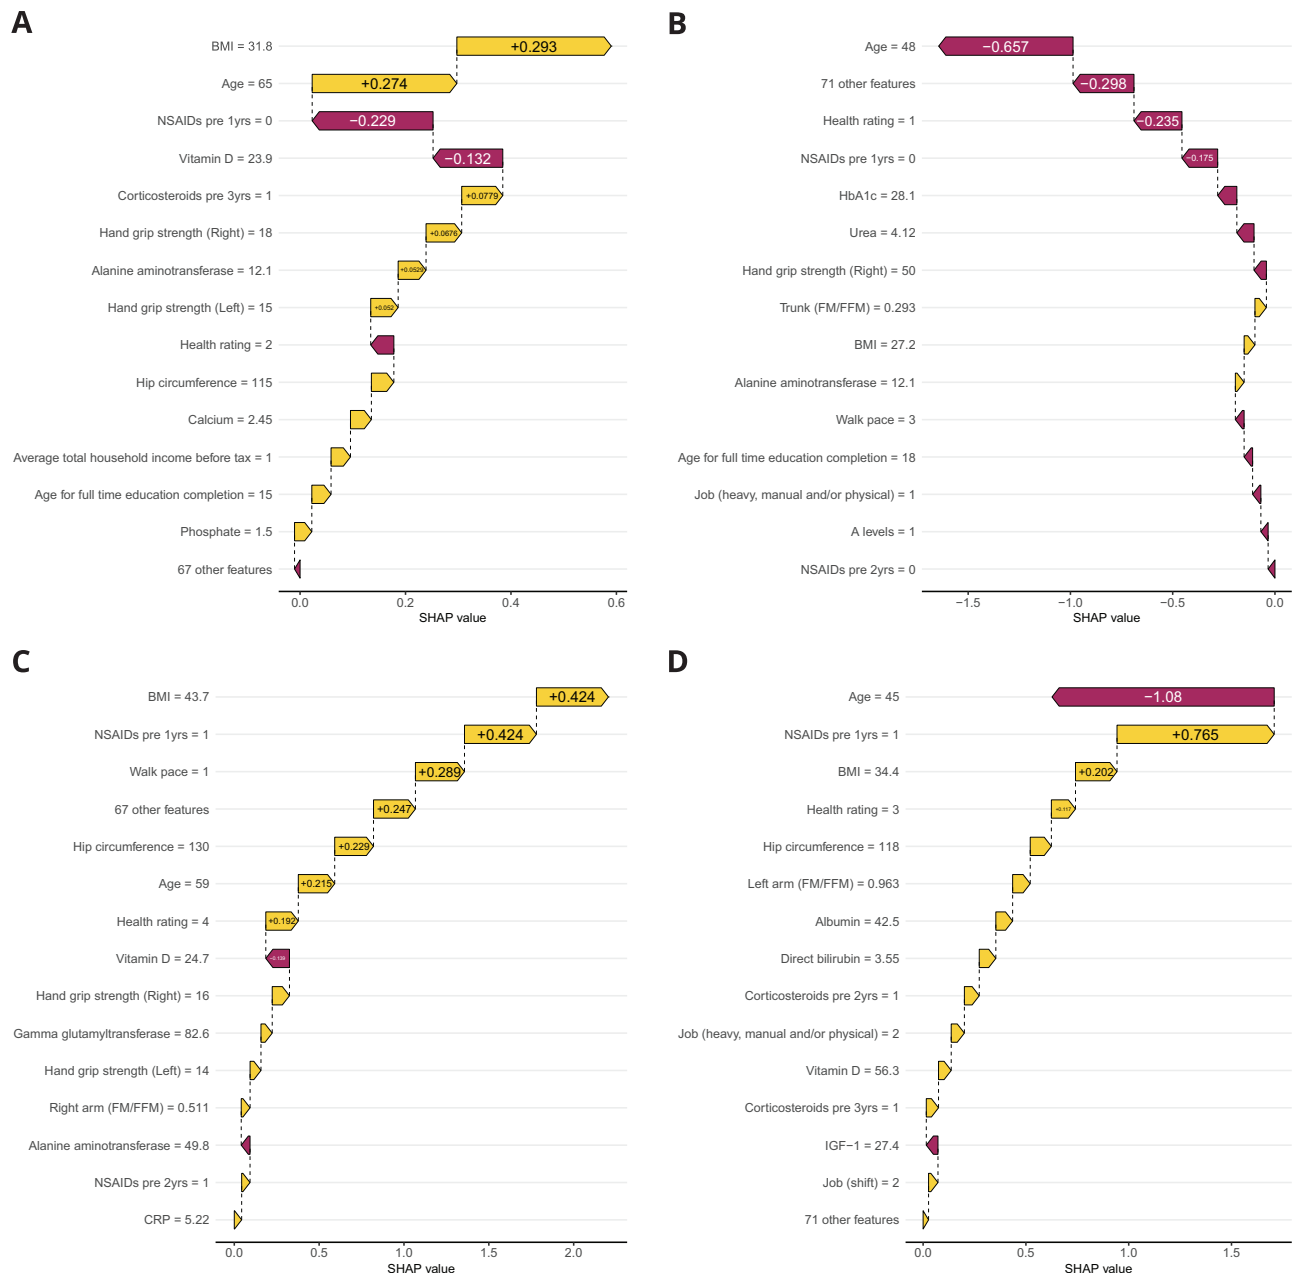 A
BMI = 31.8
+0.293
Age = 65
+0.274
NSAIDs pre 1yrs = 0
−0.229
Vitamin D = 23.9
−0.132
Corticosteroids pre 3yrs = 1
+0.0779
Hand grip strength (Right) = 18
+0.0676
Alanine aminotransferase = 12.1
+0.0529
Hand grip strength (Left) = 15
+0.052
Health rating = 2
Hip circumference = 115
Calcium = 2.45
Average total household income before tax = 1
Age for full time education completion = 15
Phosphate = 1.5
67 other features
0.0 0.2 0.4 0.6
SHAP value
B
Age = 48
−0.657
71 other features
−0.298
Health rating = 1
−0.235
NSAIDs pre 1yrs = 0
−0.175
HbA1c = 28.1
Urea = 4.12
Hand grip strength (Right) = 50
Trunk (FM/FFM) = 0.293
BMI = 27.2
Alanine aminotransferase = 12.1
Walk pace = 3
Age for full time education completion = 18
Job (heavy, manual and/or physical) = 1
A levels = 1
NSAIDs pre 2yrs = 0
−1.5 −1.0 −0.5 0.0
SHAP value
C
BMI = 43.7
+0.424
NSAIDs pre 1yrs = 1
+0.424
Walk pace = 1
+0.289
67 other features
+0.247
Hip circumference = 130
+0.229
Age = 59
+0.215
Health rating = 4
+0.192
Vitamin D = 24.7
Hand grip strength (Right) = 16
Gamma glutamyltransferase = 82.6
Hand grip strength (Left) = 14
Right arm (FM/FFM) = 0.511
Alanine aminotransferase = 49.8
NSAIDs pre 2yrs = 1
CRP = 5.22
0.0 0.5 1.0 1.5 2.0
SHAP value
D
Age = 45
−1.08
NSAIDs pre 1yrs = 1
+0.765
BMI = 34.4
+0.202
Health rating = 3
+0.117
Hip circumference = 118
Left arm (FM/FFM) = 0.963
Albumin = 42.5
Direct bilirubin = 3.55
Corticosteroids pre 2yrs = 1
Job (heavy, manual and/or physical) = 2
Vitamin D = 56.3
Corticosteroids pre 3yrs = 1
IGF−1 = 27.4
Job (shift) = 2
71 other features
0.0 0.5 1.0 1.5
SHAP value